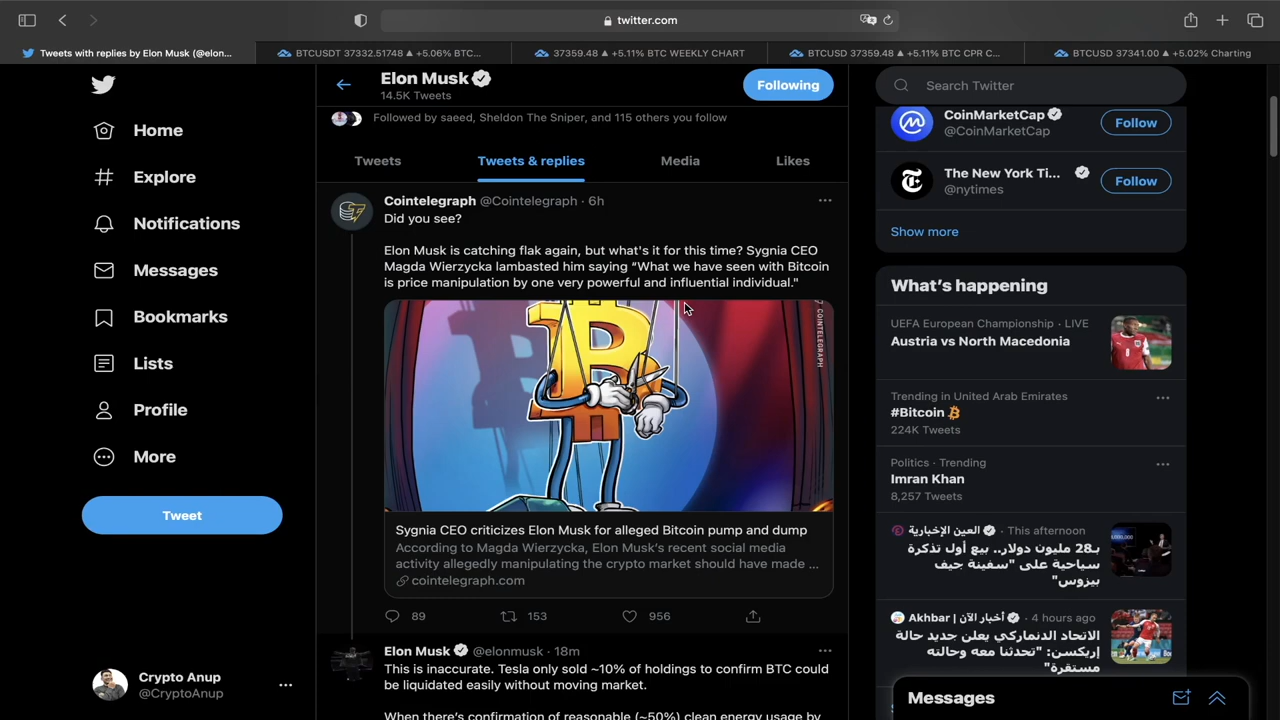 twitter.com
Tweets with replies by Elon Musk (@elon...
BTCUSDT 37332.51748 ▲ +5.06% BTC...
37359.48 ▲ +5.11% BTC WEEKLY CHART
BTCUSD 37359.48 ▲ +5.11% BTC CPR C...
BTCUSD 37341.00 ▲ +5.02% Charting
Home
Explore
Notifications
Messages
Bookmarks
Lists
Profile
More
Tweet
Crypto Anup
@CryptoAnup
Elon Musk
14.5K Tweets
Following
Followed by saeed, Sheldon The Sniper, and 115 others you follow
Tweets
Tweets & replies
Media
Likes
Cointelegraph @Cointelegraph · 6h
Did you see?
Elon Musk is catching flak again, but what's it for this time? Sygnia CEO
Magda Wierzycka lambasted him saying “What we have seen with Bitcoin
is price manipulation by one very powerful and influential individual."
COINTELEGRAPH
Sygnia CEO criticizes Elon Musk for alleged Bitcoin pump and dump
According to Magda Wierzycka, Elon Musk's recent social media
activity allegedly manipulating the crypto market should have made ...
cointelegraph.com
89
153
956
Elon Musk @elonmusk · 18m
This is inaccurate. Tesla only sold ~10% of holdings to confirm BTC could
be liquidated easily without moving market.
When there's confirmation of reasonable (~50%) clean energy usage by
Search Twitter
CoinMarketCap
@CoinMarketCap
Follow
The New York Ti...
@nytimes
Follow
Show more
What's happening
UEFA European Championship · LIVE
Austria vs North Macedonia
Trending in United Arab Emirates
#Bitcoin
224K Tweets
Politics · Trending
Imran Khan
8,257 Tweets
العين الإخبارية · This afternoon
بـ28 مليون دولار.. بيع أول تذكرة
سياحية على "سفينة جيف
بيزوس"
Akhbar | أخبار الآن · 4 hours ago
الاتحاد الدنماركي يعلن جديد حالة
إريكسن: "تحدثنا معه وحالته
مستقرة"
Messages